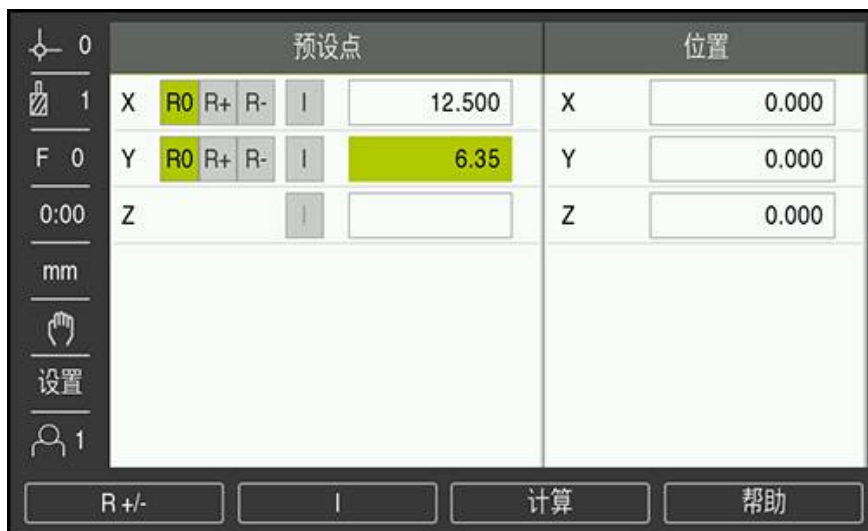 0
预设点
位置
1
X R0 R+ R- I 12.500
X 0.000
F 0
Y R0 R+ R- I 6.35
Y 0.000
0:00
Z I
Z 0.000
mm
设置
1
R +/-
I
计算
帮助